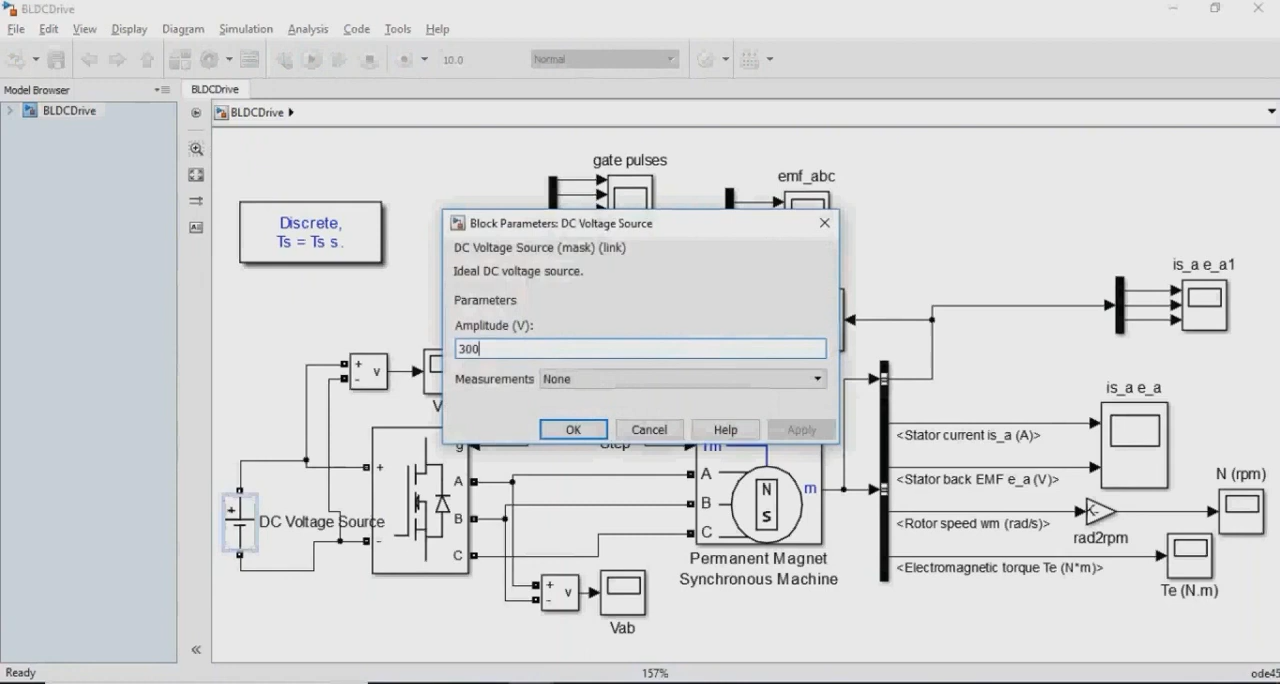 BLDCDrive
File Edit View Display Diagram Simulation Analysis Code Tools Help
10.0 Normal
Model Browser
BLDCDrive
BLDCDrive
BLDCDrive
gate pulses
emf_abc
Discrete,
Ts = Ts s.
Block Parameters: DC Voltage Source
DC Voltage Source (mask) (link)
Ideal DC voltage source.
Parameters
Amplitude (V):
300
Measurements None
OK Cancel Help Apply
is_a e_a1
+
-
v
V
g
Step
Tm
is_a e_a
<Stator current is_a (A)>
<Stator back EMF e_a (V)>
<Rotor speed wm (rad/s)>
<Electromagnetic torque Te (N*m)>
N (rpm)
rad2rpm
Te (N.m)
+
DC Voltage Source
+
-
A
B
C
A
B
C
N
S
m
Permanent Magnet
Synchronous Machine
+
-
v
Vab
Ready 157% ode45